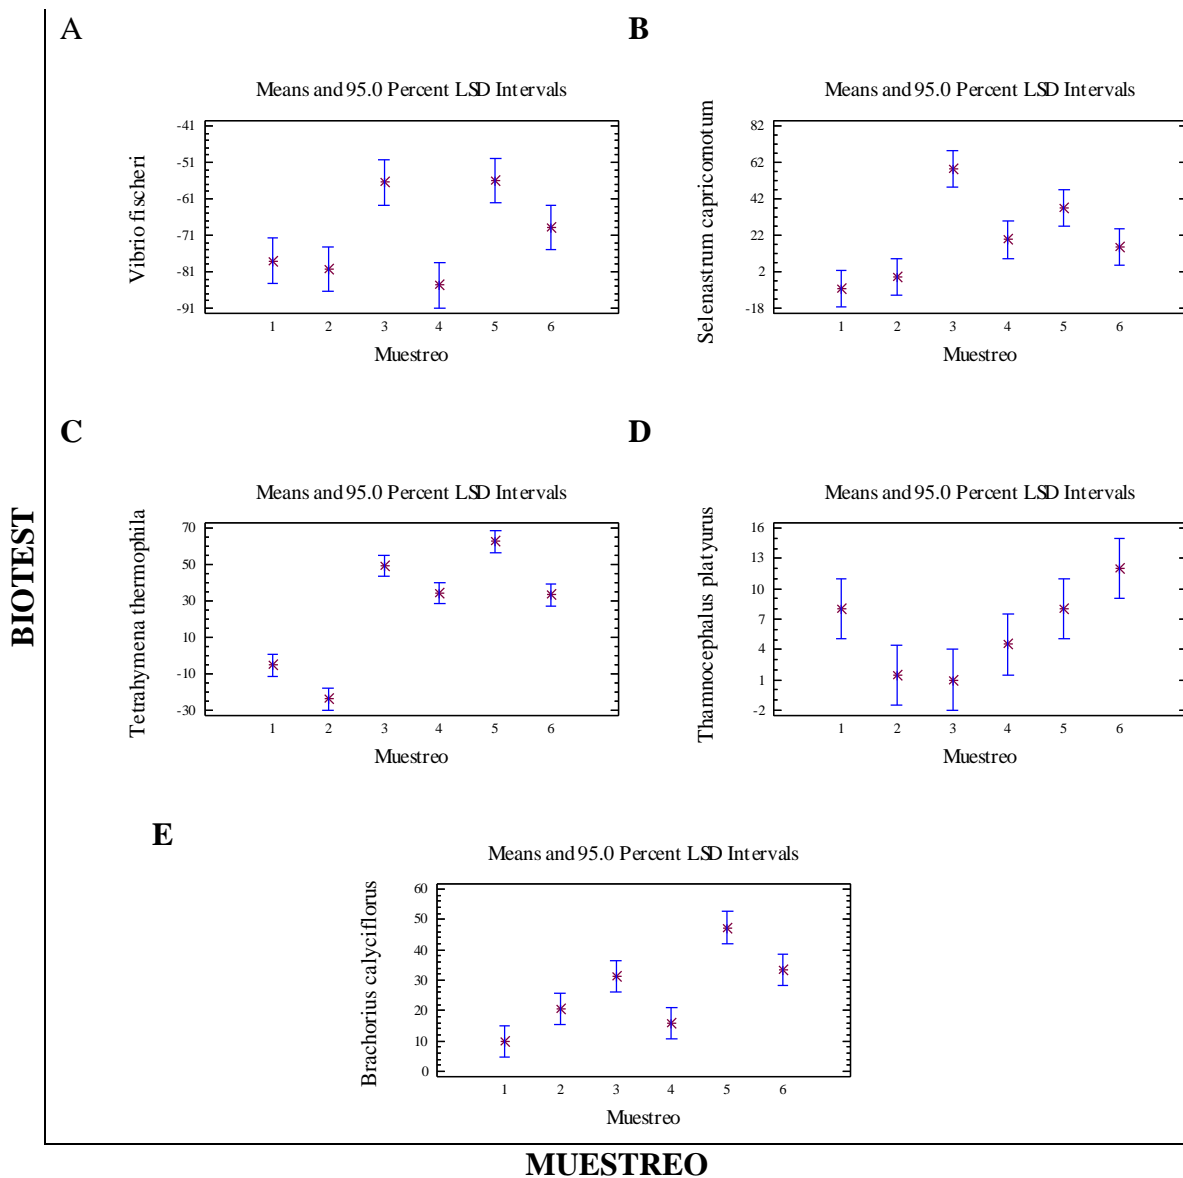 A
Means and 95.0 Percent LSD Intervals
Vibrio fischeri
-41
-51
-61
-71
-81
-91
1 2 3 4 5 6
Muestreo
B
Means and 95.0 Percent LSD Intervals
Selenastrum capricornotum
82
62
42
22
2
-18
1 2 3 4 5 6
Muestreo
C
Means and 95.0 Percent LSD Intervals
Tetrahymena thermophila
70
50
30
10
-10
-30
1 2 3 4 5 6
Muestreo
D
Means and 95.0 Percent LSD Intervals
Thamnocephalus platyurus
16
13
10
7
4
1
-2
1 2 3 4 5 6
Muestreo
E
Means and 95.0 Percent LSD Intervals
Brachorius calyciflorus
60
50
40
30
20
10
0
1 2 3 4 5 6
Muestreo
BIOTEST
MUESTREO